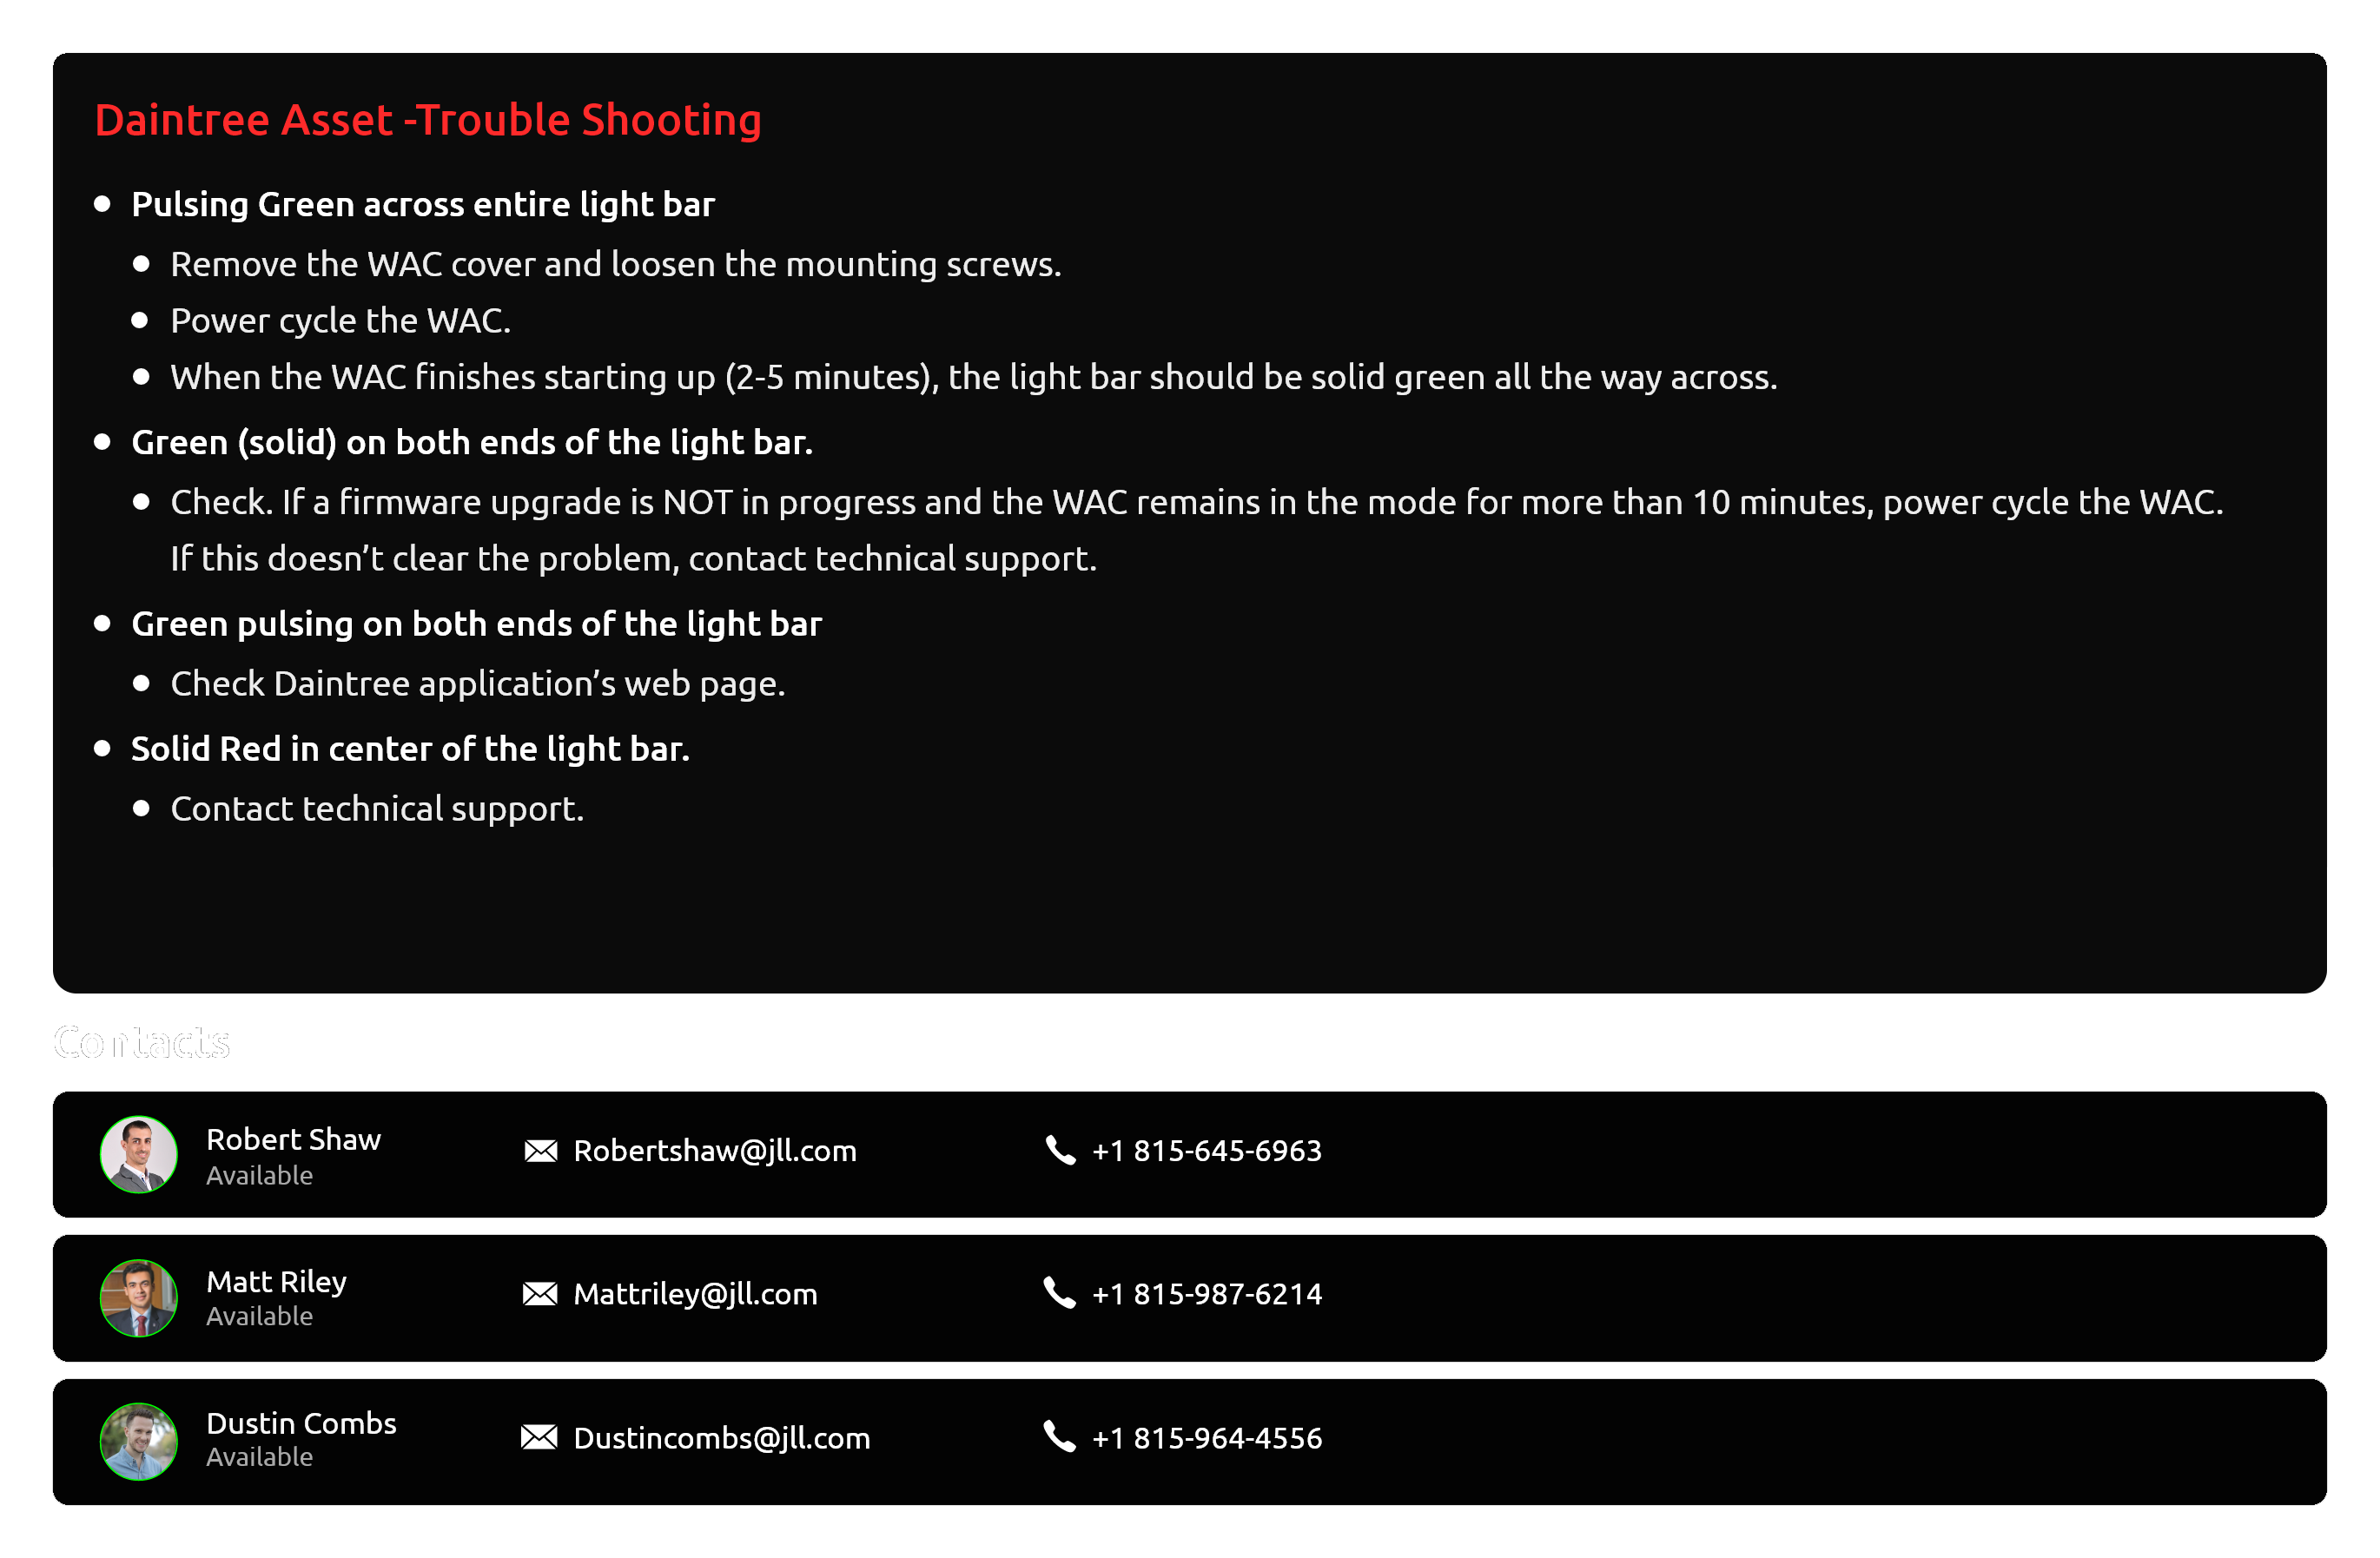 Daintree Asset -Trouble Shooting
Pulsing Green across entire light bar
Remove the WAC cover and loosen the mounting screws.
Power cycle the WAC.
When the WAC finishes starting up (2-5 minutes), the light bar should be solid green all the way across.
Green (solid) on both ends of the light bar.
Check. If a firmware upgrade is NOT in progress and the WAC remains in the mode for more than 10 minutes, power cycle the WAC.
If this doesn’t clear the problem, contact technical support.
Green pulsing on both ends of the light bar
Check Daintree application’s web page.
Solid Red in center of the light bar.
Contact technical support.
Contacts
Robert Shaw
Available
Robertshaw@jll.com
+1 815-645-6963
Matt Riley
Available
Mattriley@jll.com
+1 815-987-6214
Dustin Combs
Available
Dustincombs@jll.com
+1 815-964-4556